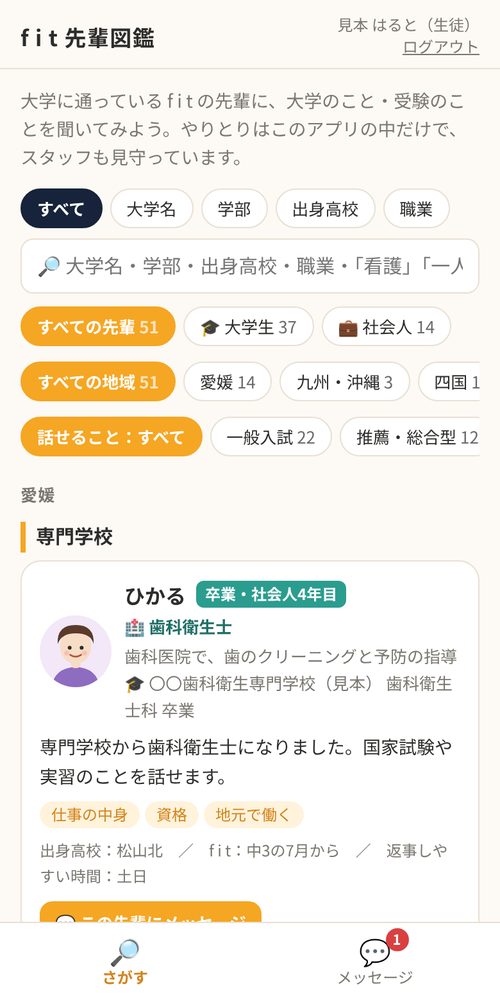 fit 先輩図鑑
見本 はると（生徒）
ログアウト
大学に通っているfitの先輩に、大学のこと・受験のこ
とを聞いてみよう。やりとりはこのアプリの中だけで、
スタッフも見守っています。
すべて 大学名 学部 出身高校 職業
大学名・学部・出身高校・職業・「看護」「一人
すべての先輩 51 大学生 37 社会人 14
すべての地域 51 愛媛 14 九州・沖縄 3 四国 1
話せること：すべて 一般入試 22 推薦・総合型 12
愛媛
専門学校
ひかる 卒業・社会人4年目
歯科衛生士
歯科医院で、歯のクリーニングと予防の指導
〇〇歯科衛生専門学校（見本） 歯科衛生
士科 卒業
専門学校から歯科衛生士になりました。国家試験や
実習のことを話せます。
仕事の中身 資格 地元で働く
出身高校：松山北 ／ fit：中3の7月から ／ 返事しや
すい時間：土日
この先輩にメッセージ
さがす
1
メッセージ